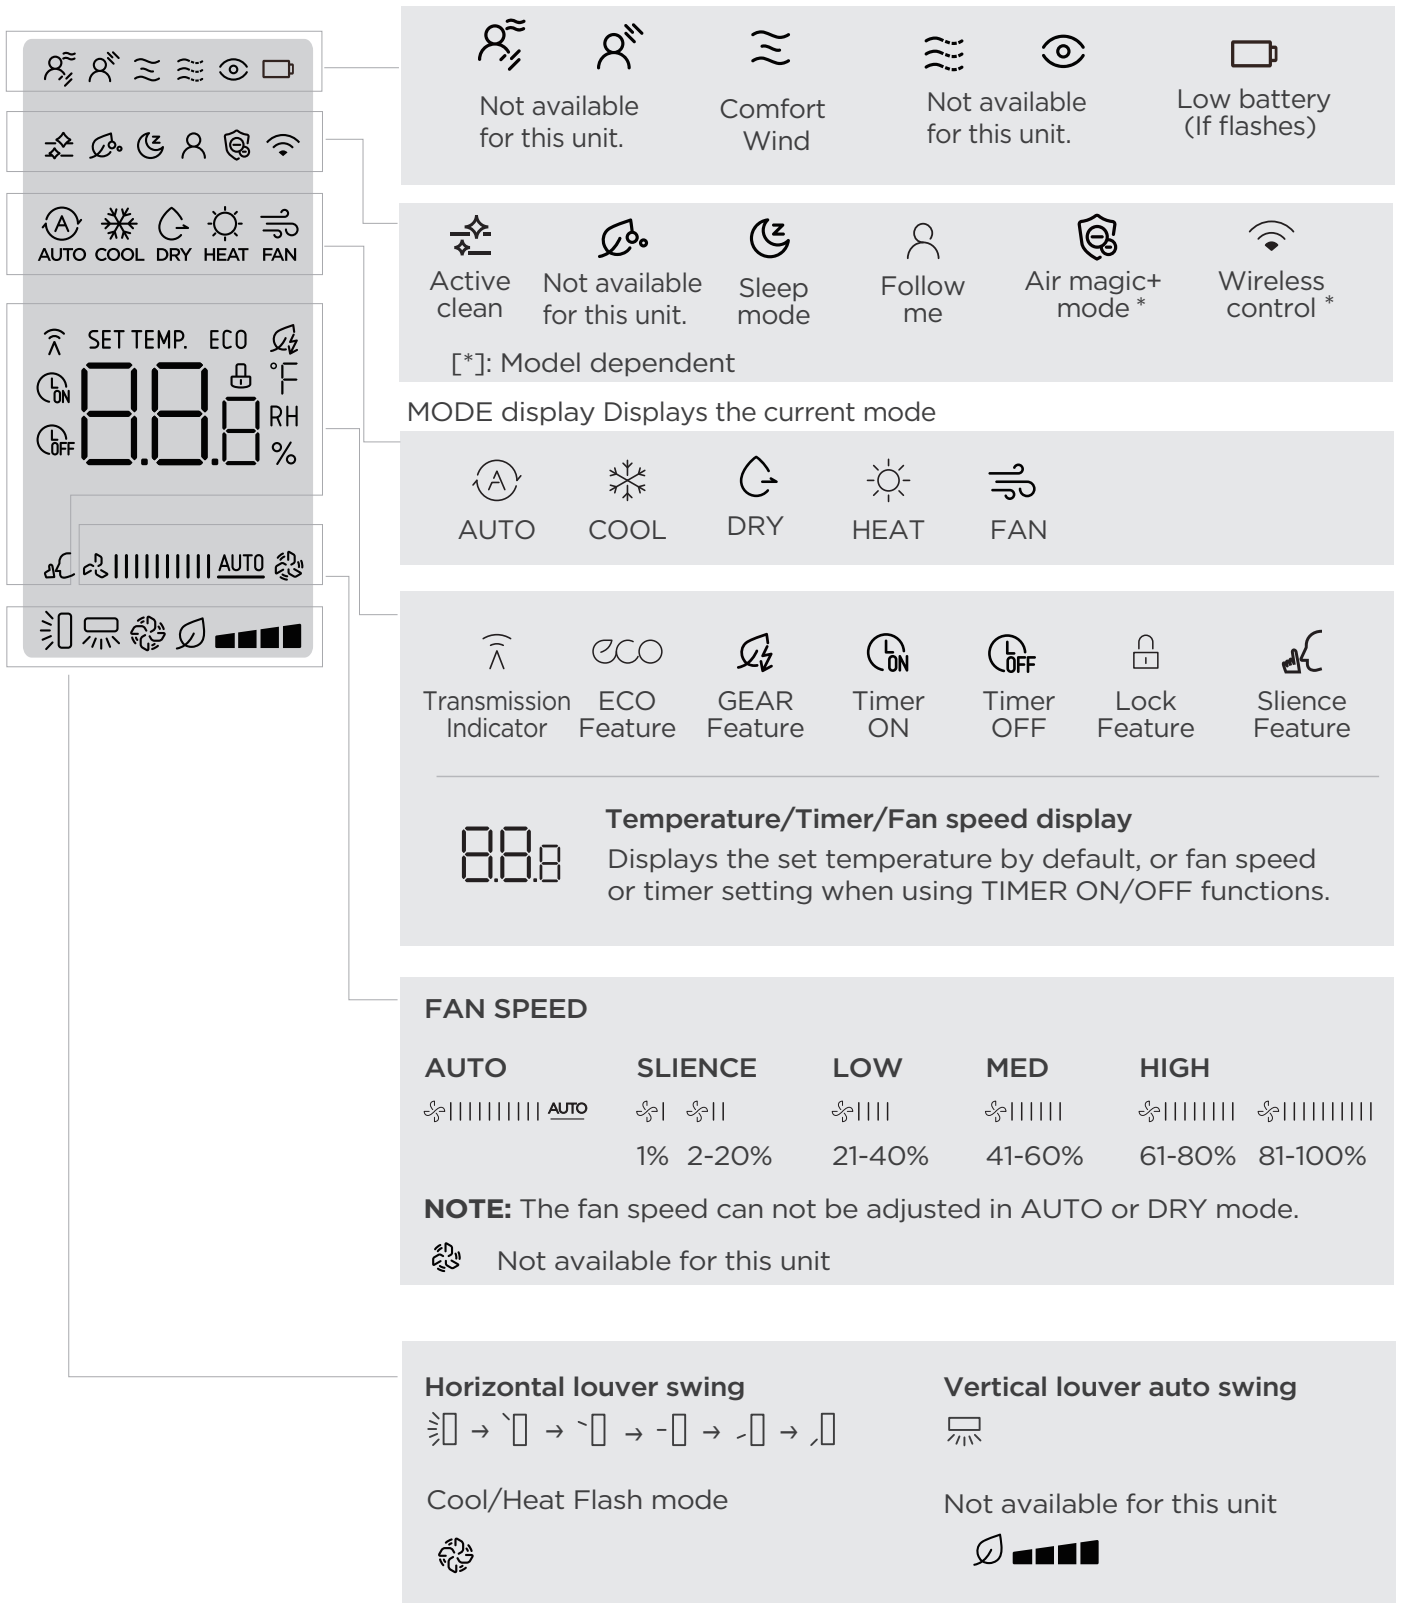 AUTO COOL DRY HEAT FAN
SET TEMP. ECO
ON
88.8
°F
RH
OFF
%
AUTO
Not available
for this unit.
Comfort
Wind
Not available
for this unit.
Low battery
(If flashes)
Active
clean
Not available
for this unit.
Sleep
mode
Follow
me
Air magic+
mode *
Wireless
control *
[*]: Model dependent
MODE display Displays the current mode
A
AUTO
COOL
DRY
HEAT
FAN
eco
ON
OFF
Transmission
Indicator
ECO
Feature
GEAR
Feature
Timer
ON
Timer
OFF
Lock
Feature
Slience
Feature
88.8
Temperature/Timer/Fan speed display
Displays the set temperature by default, or fan speed
or timer setting when using TIMER ON/OFF functions.
FAN SPEED
AUTO SLIENCE LOW MED HIGH
AUTO
1% 2-20% 21-40% 41-60% 61-80% 81-100%
NOTE: The fan speed can not be adjusted in AUTO or DRY mode.
Not available for this unit
Horizontal louver swing
Cool/Heat Flash mode
Vertical louver auto swing
Not available for this unit